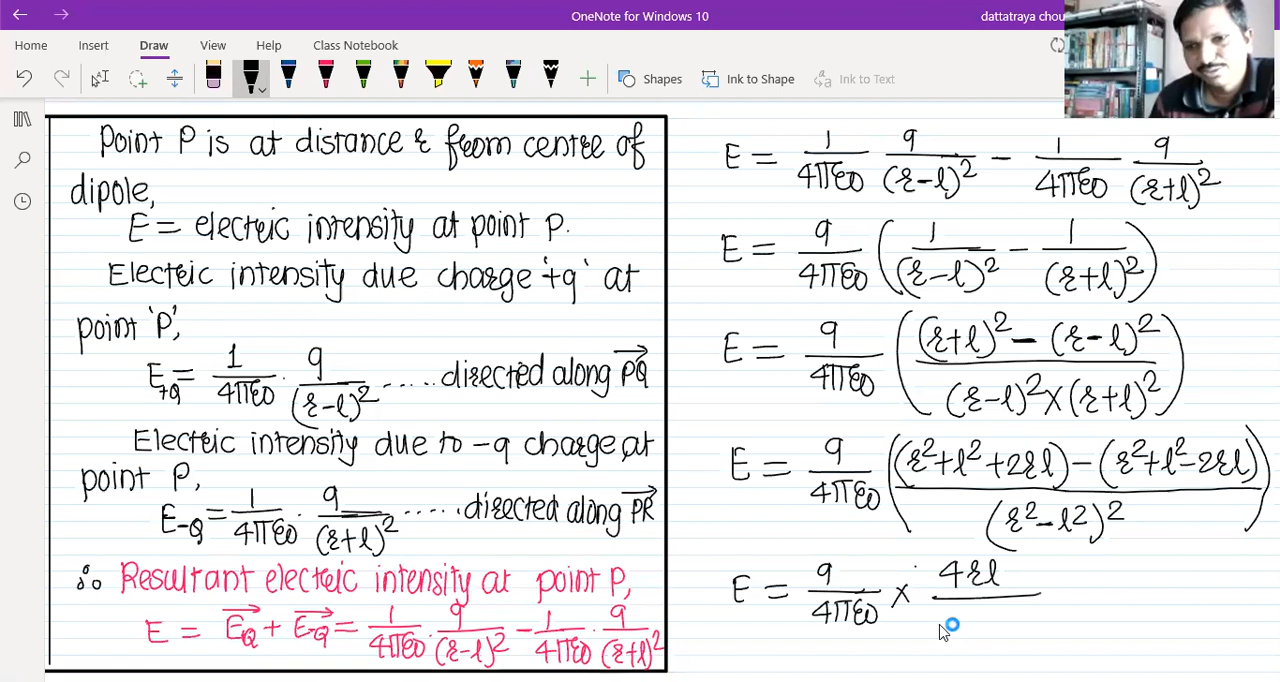 OneNote for Windows 10
dattatraya chou
Home Insert Draw View Help Class Notebook
Shapes Ink to Shape Ink to Text
Point P is at distance r from centre of
dipole,
E = electric intensity at point P.
Electric intensity due charge '+q' at
point 'P',
E+Q = 1/4πε0 · q/(r-l)² ...... directed along PQ→
Electric intensity due to -q charge at
point P,
E-Q = 1/4πε0 · q/(r+l)² ...... directed along PR→
∴ Resultant electric intensity at point P,
E = EQ→ + E-Q→ = 1/4πε0 · q/(r-l)² - 1/4πε0 · q/(r+l)²
E = 1/4πε0 q/(r-l)² - 1/4πε0 q/(r+l)²
E = q/4πε0 (1/(r-l)² - 1/(r+l)²)
E = q/4πε0 (((r+l)² - (r-l)²)/((r-l)² × (r+l)²))
E = q/4πε0 (((r²+l²+2rl) - (r²+l²-2rl))/(r²-l²)²)
E = q/4πε0 × 4rl